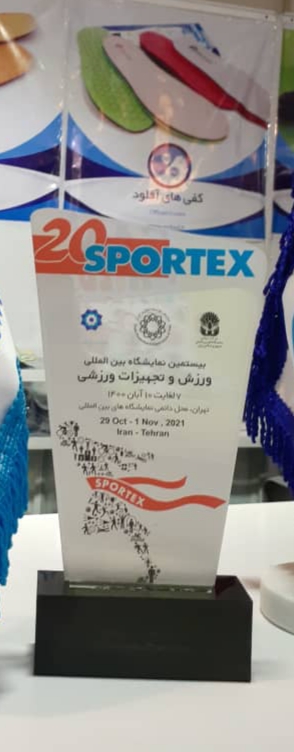 کفی های آفلود
20 SPORTEX
بیستمین نمایشگاه بین المللی
ورزش و تجهیزات ورزشی
۷ لغایت ۱۰ آبان ۱۴۰۰
تهران، محل دائمی نمایشگاه های بین المللی
29 Oct - 1 Nov , 2021
Iran - Tehran
SPORTEX